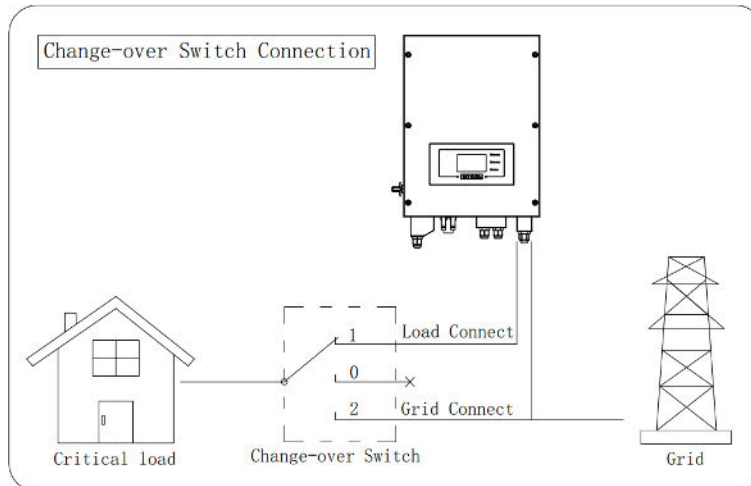 Change-over Switch Connection
1 Load Connect
0
2 Grid Connect
Critical load
Change-over Switch
Grid